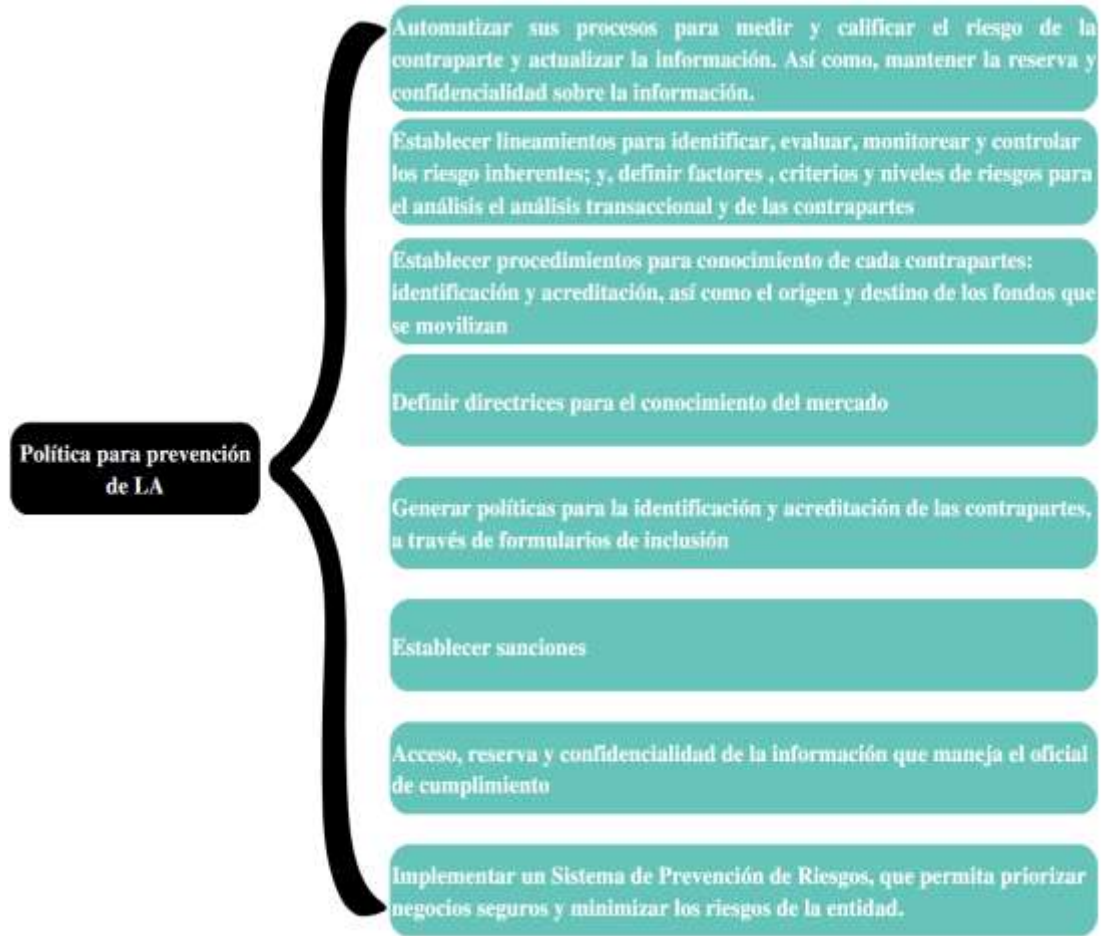 Automatizar sus procesos para medir y calificar el riesgo de la
contraparte y actualizar la información. Así como, mantener la reserva y
confidencialidad sobre la información.
Establecer lineamientos para identificar, evaluar, monitorear y controlar
los riesgo inherentes; y, definir factores , criterios y niveles de riesgos para
el análisis el análisis transaccional y de las contrapartes
Establecer procedimientos para conocimiento de cada contrapartes:
identificación y acreditación, así como el origen y destino de los fondos que
se movilizan
Definir directrices para el conocimiento del mercado
Política para prevención
de LA
Generar políticas para la identificación y acreditación de las contrapartes,
a través de formularios de inclusión
Establecer sanciones
Acceso, reserva y confidencialidad de la información que maneja el oficial
de cumplimiento
Implementar un Sistema de Prevención de Riesgos, que permita priorizar
negocios seguros y minimizar los riesgos de la entidad.